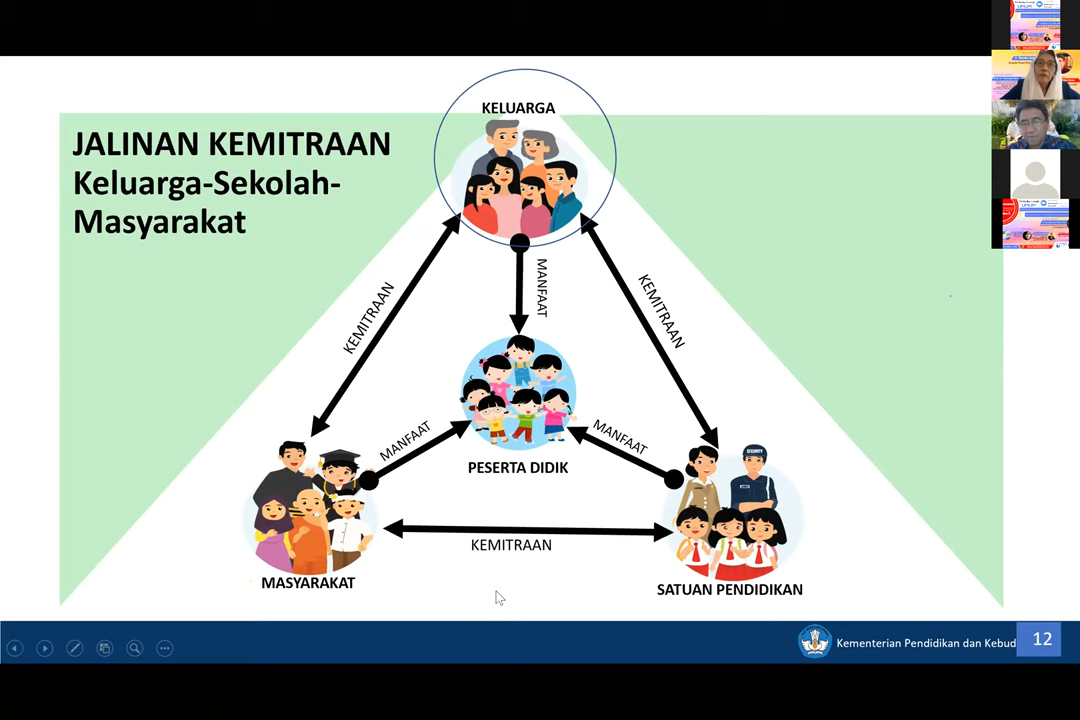 JALINAN KEMITRAAN
Keluarga-Sekolah-
Masyarakat
KELUARGA
KEMITRAAN
MANFAAT
KEMITRAAN
MANFAAT
MANFAAT
PESERTA DIDIK
SECURITY
KEMITRAAN
MASYARAKAT
SATUAN PENDIDIKAN
Kementerian Pendidikan dan Kebud
12